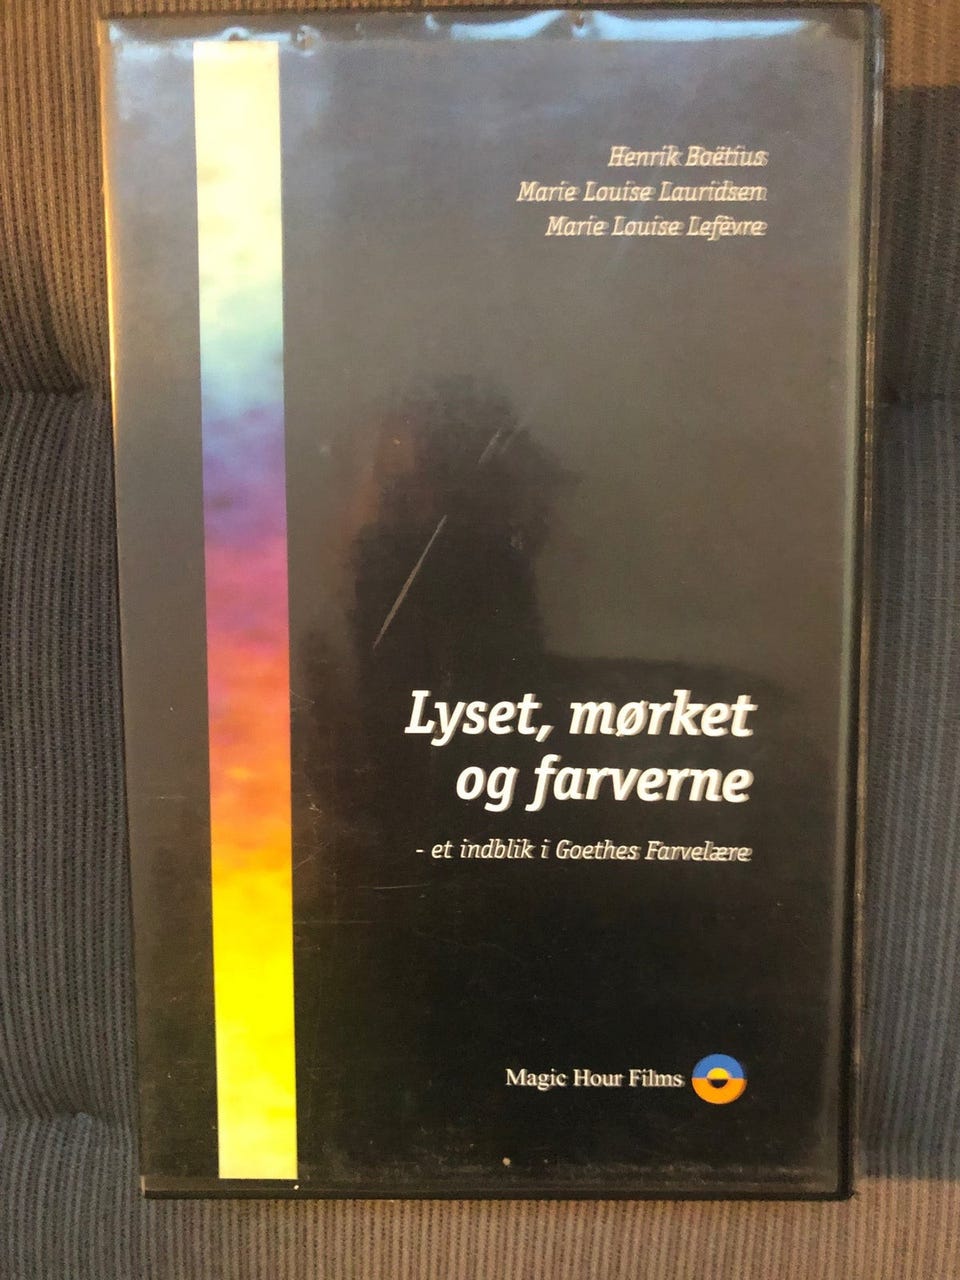 Henrik Boëtius
Marie Louise Lauridsen
Marie Louise Lefèvre
Lyset, mørket
og farverne
- et indblik i Goethes Farvelære
Magic Hour Films